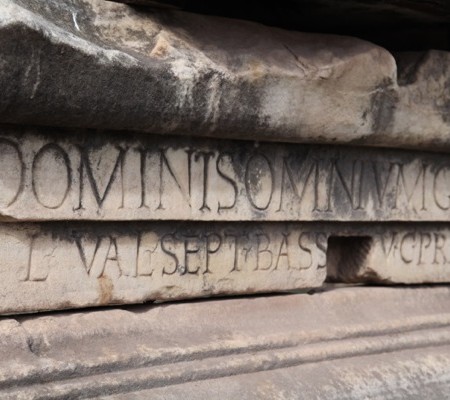 DOMINIS OMNIVM G
L VAL SEPT BASS V·C·PR